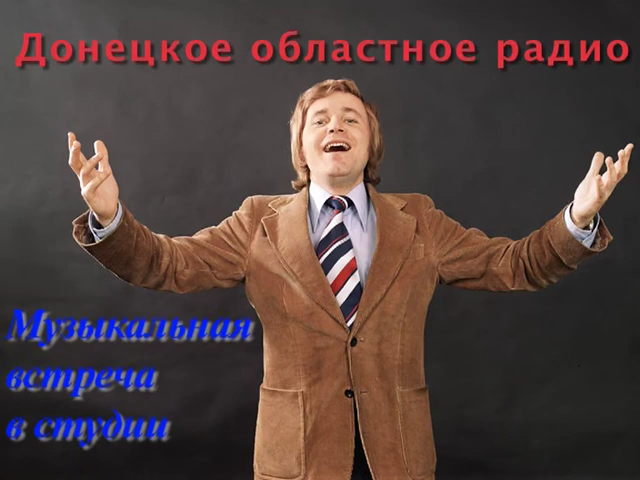 Донецкое областное радио
Музыкальная
встреча
в студии